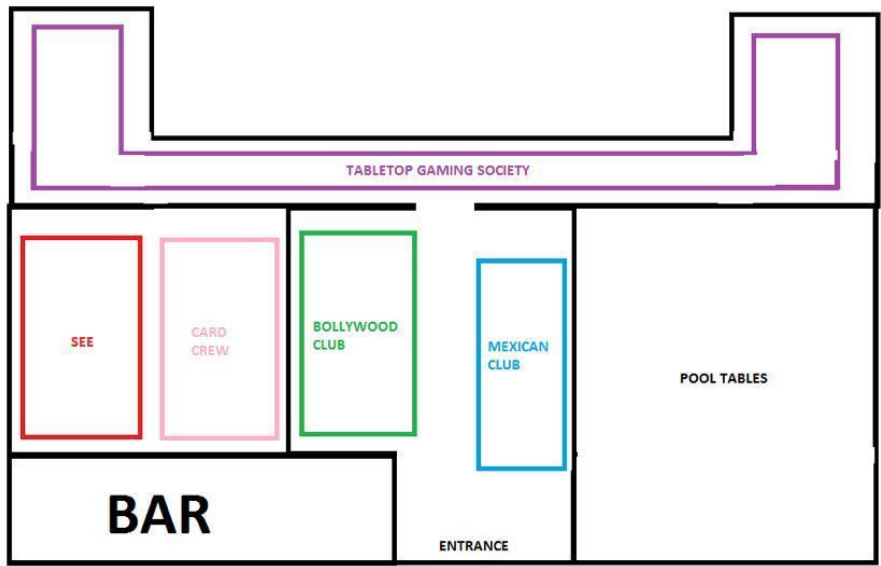 TABLETOP GAMING SOCIETY
SEE
CARD
CREW
BOLLYWOOD
CLUB
MEXICAN
CLUB
POOL TABLES
BAR
ENTRANCE